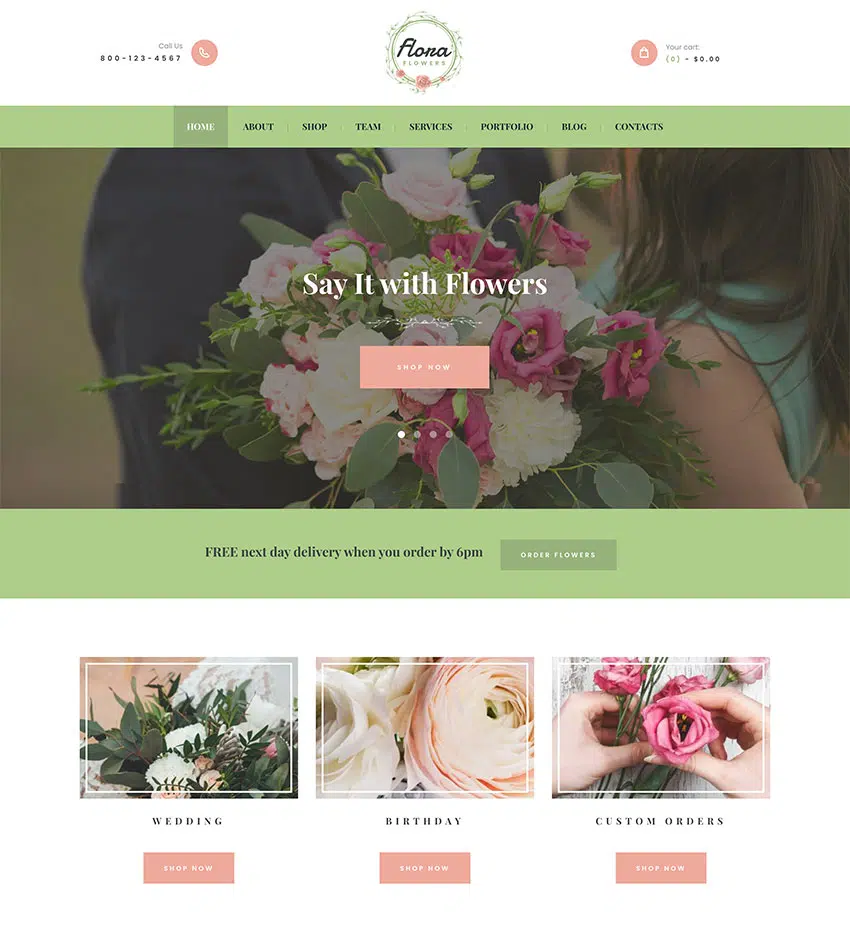 Call Us
800-123-4567
Flora
FLOWERS
Your cart:
(0) - $0.00
HOME ABOUT SHOP TEAM SERVICES PORTFOLIO BLOG CONTACTS
Say It with Flowers
SHOP NOW
FREE next day delivery when you order by 6pm
ORDER FLOWERS
WEDDING BIRTHDAY CUSTOM ORDERS
SHOP NOW SHOP NOW SHOP NOW